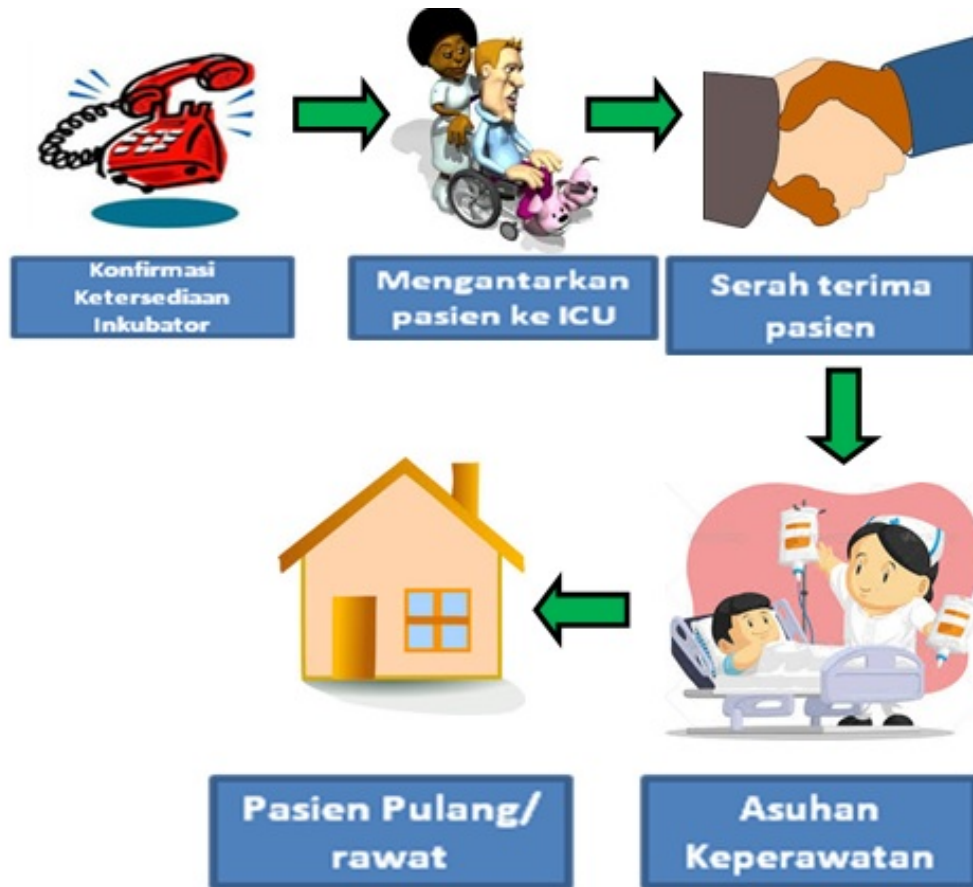 Konfirmasi
Ketersediaan
Inkubator
Mengantarkan
pasien ke ICU
Serah terima
pasien
Pasien Pulang/
rawat
Asuhan
Keperawatan